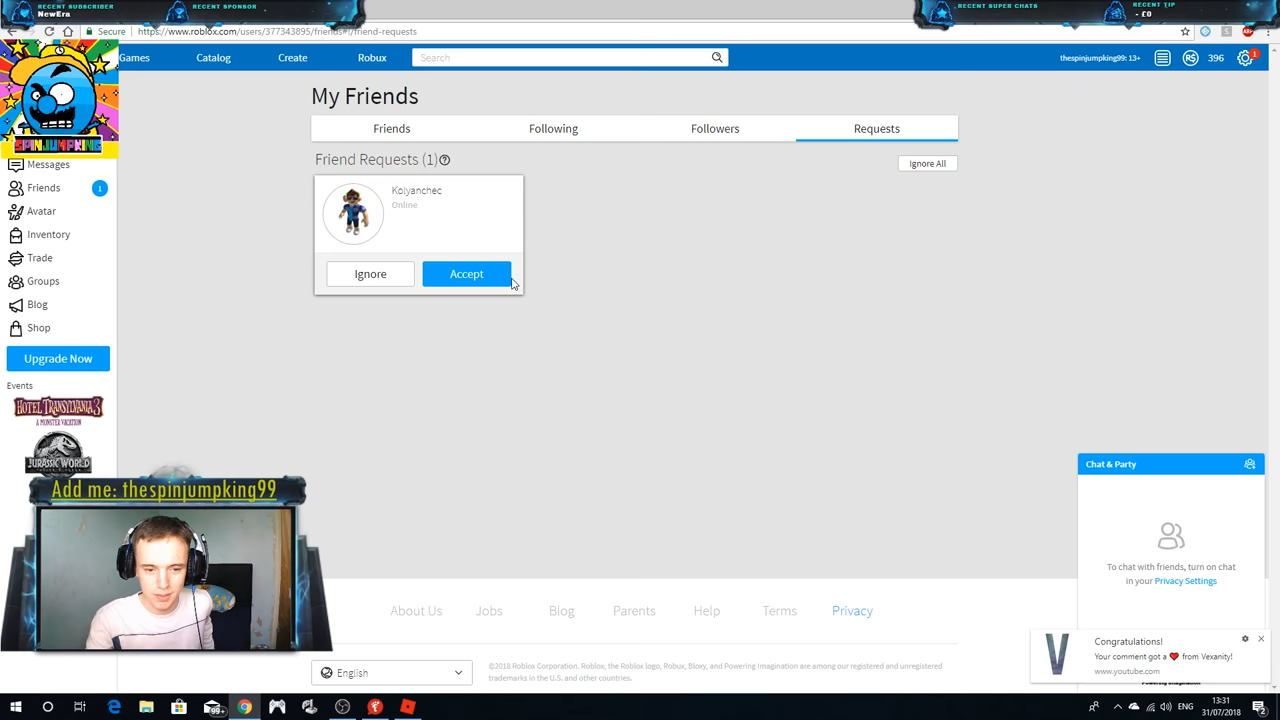 RECENT SUBSCRIBER
NewEra
RECENT SPONSOR
-
RECENT SUPER CHATS
-
RECENT TIP
- £0
Secure
https://www.roblox.com/users/377343895/friends#!/friend-requests
Games
Catalog
Create
Robux
Search
thespinjumpking99: 13+
396
1
SPINJUMPKING
My Friends
Friends
Following
Followers
Requests
Friend Requests (1)
Ignore All
Kolyanchec
Online
Ignore
Accept
Messages
Friends
1
Avatar
Inventory
Trade
Groups
Blog
Shop
Upgrade Now
Events
HOTEL TRANSYLVANIA 3
A MONSTER VACATION
JURASSIC WORLD
Add me: thespinjumpking99
Chat & Party
To chat with friends, turn on chat
in your Privacy Settings
About Us
Jobs
Blog
Parents
Help
Terms
Privacy
English
©2018 Roblox Corporation. Roblox, the Roblox logo, Robux, Bloxy, and Powering Imagination are among our registered and unregistered
trademarks in the U.S. and other countries.
Congratulations!
Your comment got a ❤ from Vexanity!
www.youtube.com
Powering Imagination
99+
ENG
13:31
31/07/2018
2